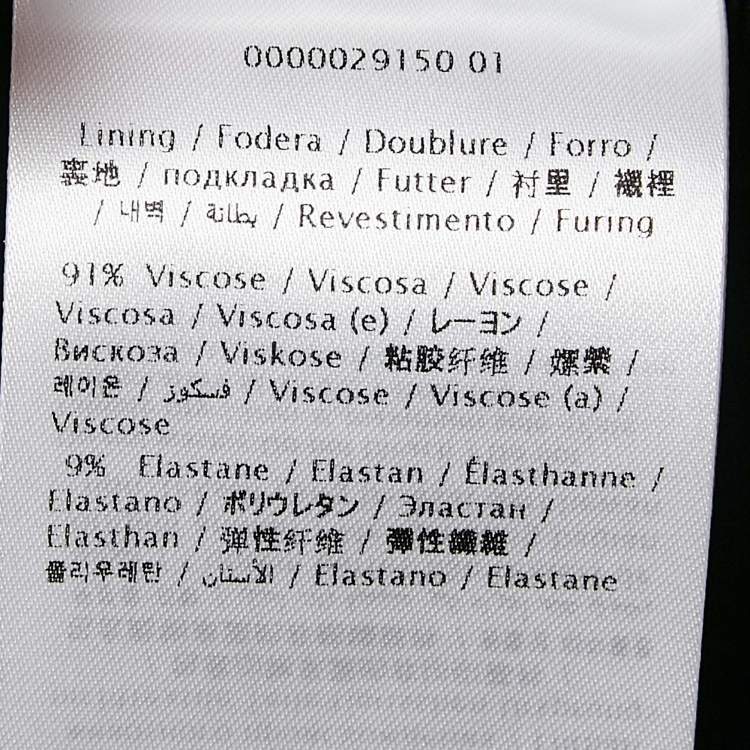 0000029150 01
Lining / Fodera / Doublure / Forro /
裏地 / подкладка / Futter / 衬里 / 襯裡
/ 내벽 / بطانة / Revestimento / Furing
91% Viscose / Viscosa / Viscose /
Viscosa / Viscosa (e) / レーヨン /
Вискоза / Viskose / 粘胶纤维 / 嫘縈 /
레이온 / فسكوز / Viscose / Viscose (a) /
Viscose
9% Elastane / Elastan / Élasthanne /
Elastano / ポリウレタン / Эластан /
Elasthan / 弹性纤维 / 彈性纖維 /
폴리우레탄 / الأستان / Elastano / Elastane